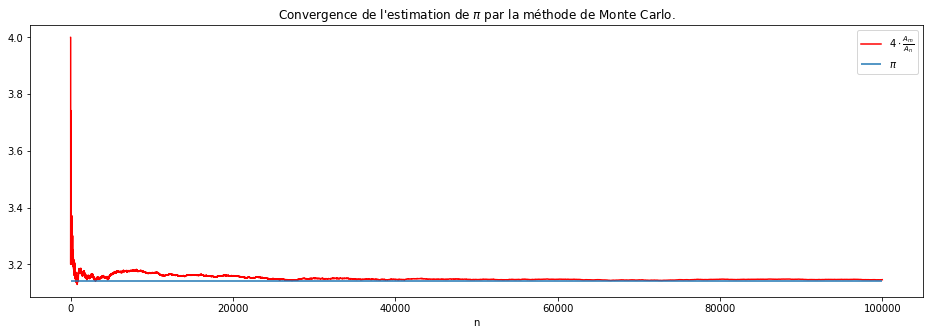 Convergence de l'estimation de π par la méthode de Monte Carlo.
4.0
3.8
3.6
3.4
3.2
0 20000 40000 60000 80000 100000
n
4 · A_m/A_n
π